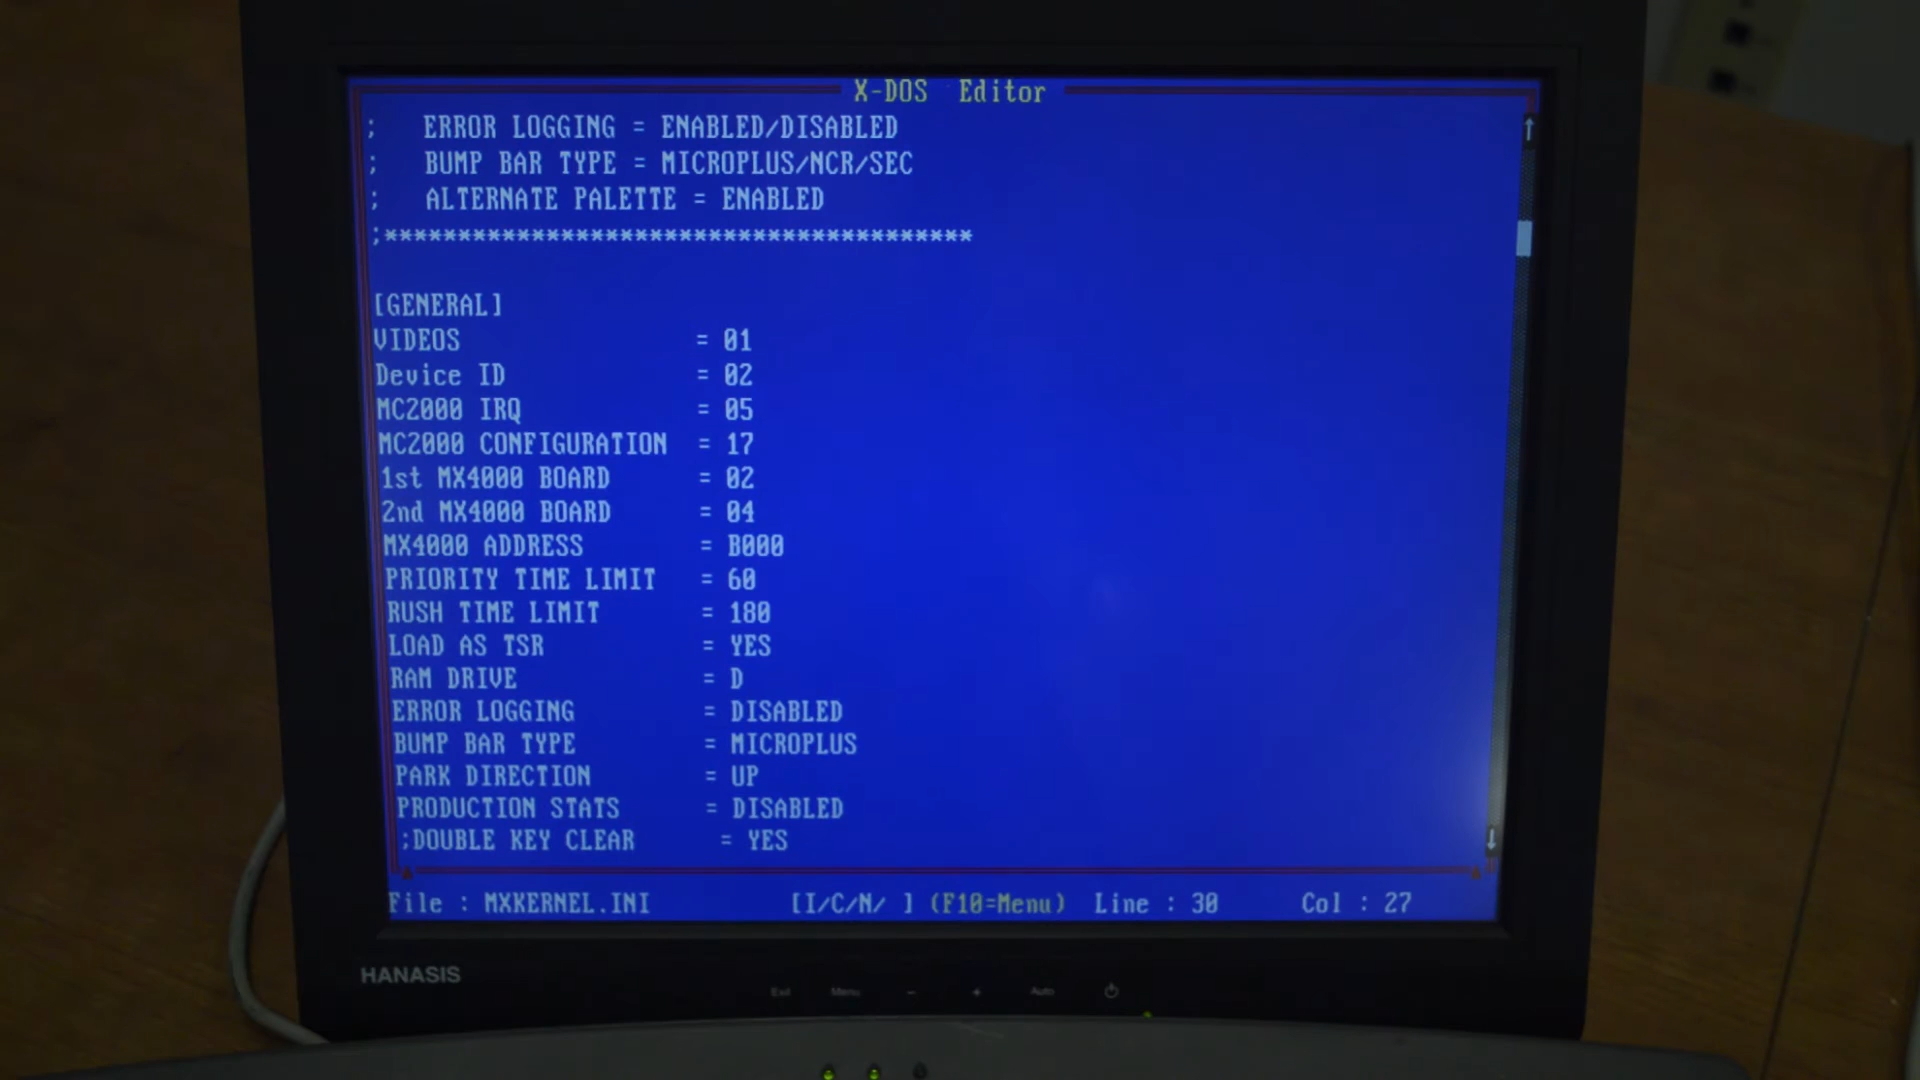 X-DOS Editor
; ERROR LOGGING = ENABLED/DISABLED
; BUMP BAR TYPE = MICROPLUS/NCR/SEC
; ALTERNATE PALETTE = ENABLED
;****************************************
[GENERAL]
VIDEOS = 01
Device ID = 02
MC2000 IRQ = 05
MC2000 CONFIGURATION = 17
1st MX4000 BOARD = 02
2nd MX4000 BOARD = 04
MX4000 ADDRESS = B000
PRIORITY TIME LIMIT = 60
RUSH TIME LIMIT = 180
LOAD AS TSR = YES
RAM DRIVE = D
ERROR LOGGING = DISABLED
BUMP BAR TYPE = MICROPLUS
PARK DIRECTION = UP
PRODUCTION STATS = DISABLED
;DOUBLE KEY CLEAR = YES
File : MXKERNEL.INI [I/C/N/ ] (F10=Menu) Line : 30 Col : 27
HANASIS
Exit Menu - + Auto